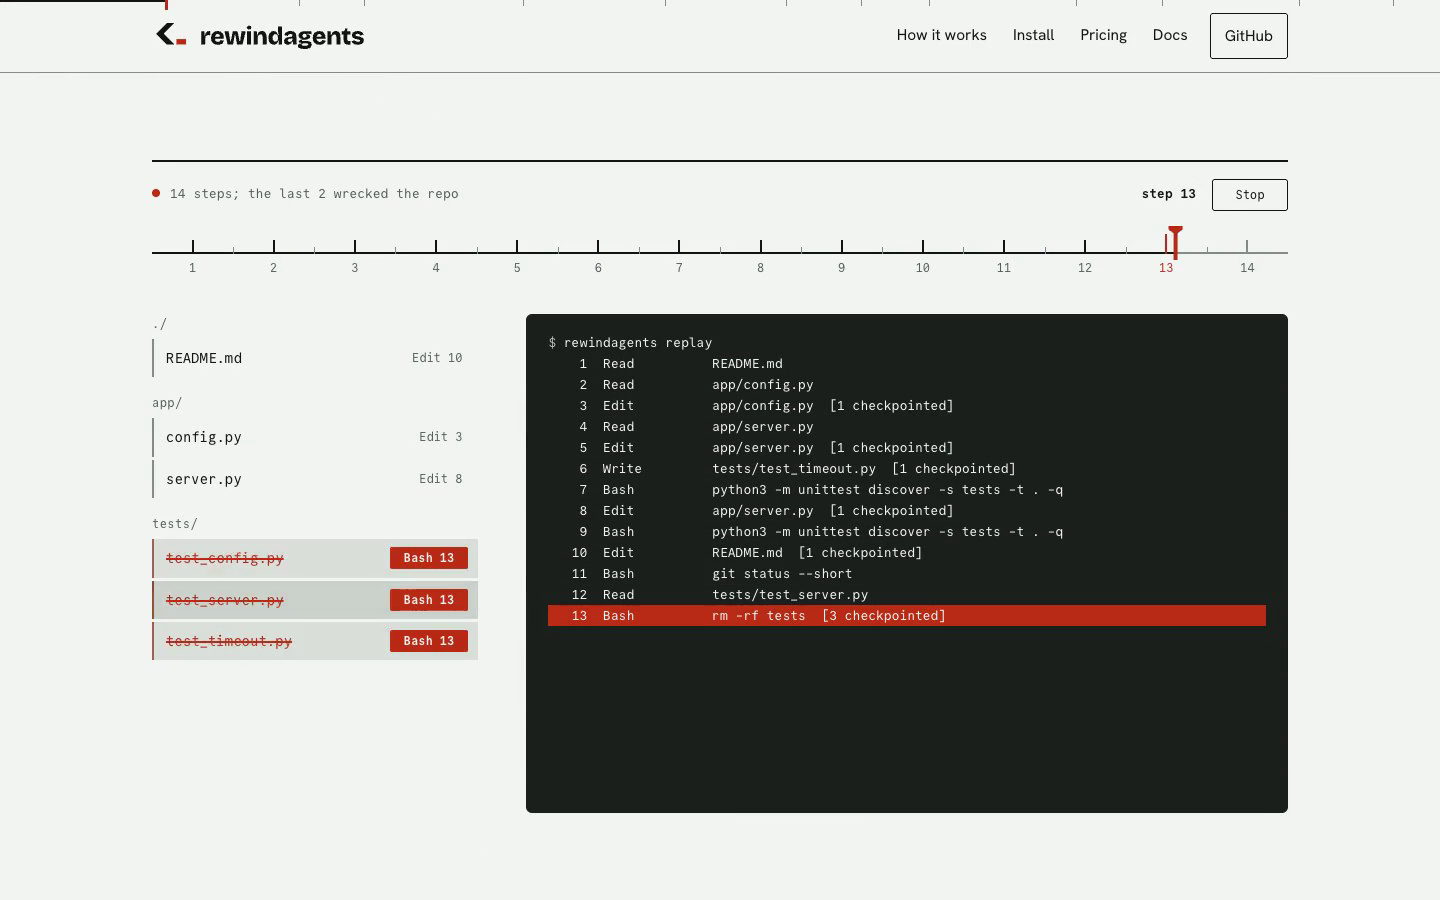 rewindagents
How it works Install Pricing Docs GitHub
14 steps; the last 2 wrecked the repo
step 13 Stop
1 2 3 4 5 6 7 8 9 10 11 12 13 14
./
README.md Edit 10
app/
config.py Edit 3
server.py Edit 8
tests/
test_config.py Bash 13
test_server.py Bash 13
test_timeout.py Bash 13
$ rewindagents replay
1 Read README.md
2 Read app/config.py
3 Edit app/config.py [1 checkpointed]
4 Read app/server.py
5 Edit app/server.py [1 checkpointed]
6 Write tests/test_timeout.py [1 checkpointed]
7 Bash python3 -m unittest discover -s tests -t . -q
8 Edit app/server.py [1 checkpointed]
9 Bash python3 -m unittest discover -s tests -t . -q
10 Edit README.md [1 checkpointed]
11 Bash git status --short
12 Read tests/test_server.py
13 Bash rm -rf tests [3 checkpointed]